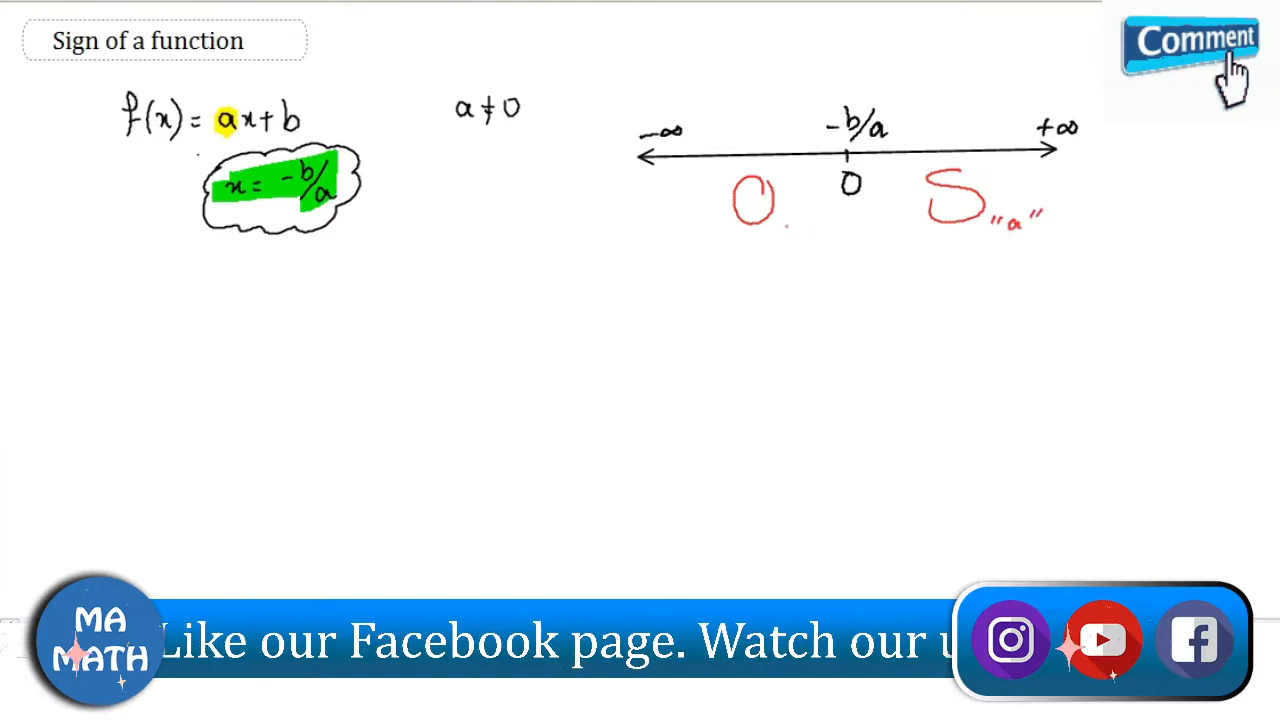 Sign of a function
Comment
f(x) = ax+b
a ≠ 0
x = -b/a
-∞ -b/a +∞
0
O S "a"
MA
MATH
Like our Facebook page. Watch our u